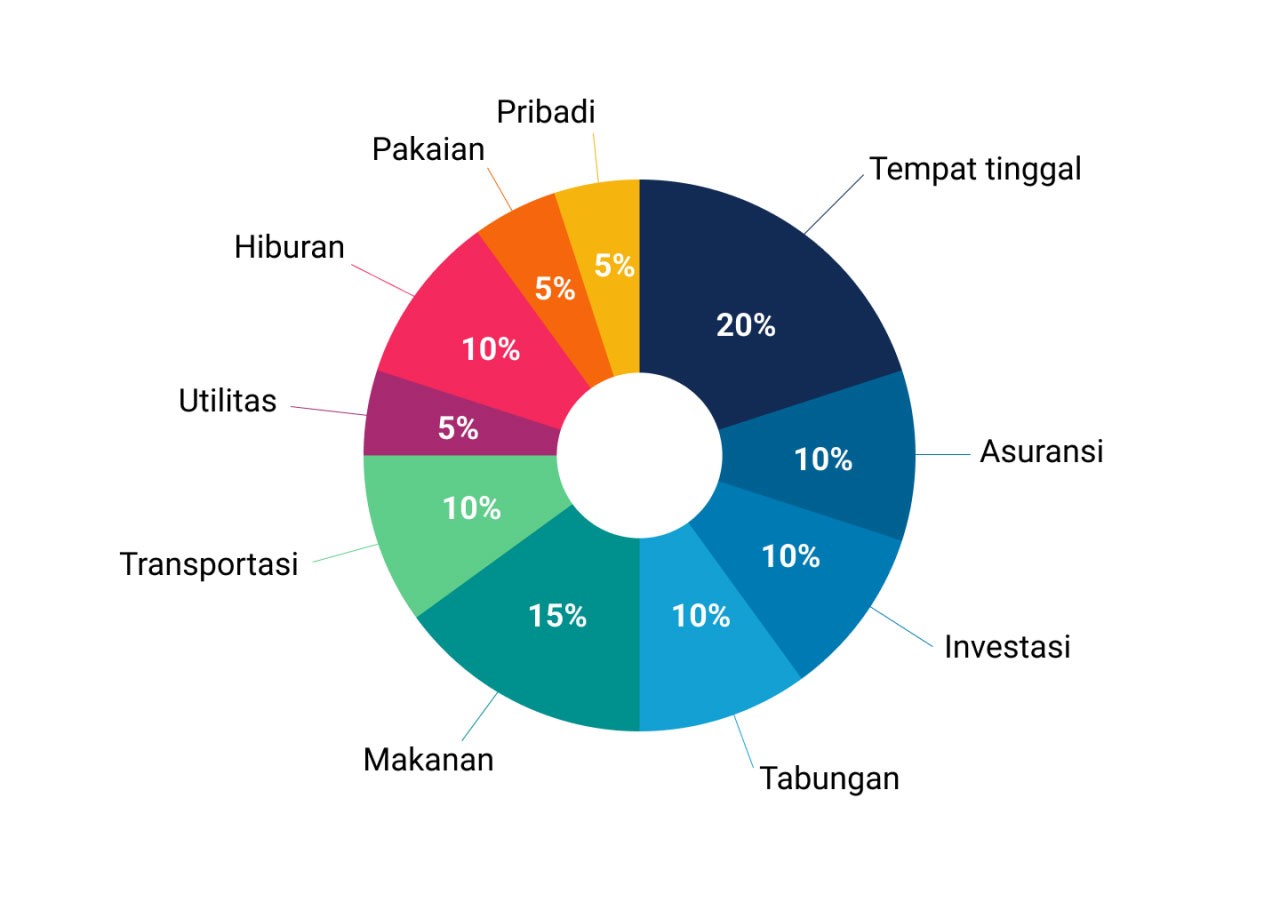 Pribadi
Pakaian
Tempat tinggal
Hiburan
5%
5%
20%
10%
Utilitas
5%
Asuransi
10%
10%
10%
Transportasi
15%
10%
Investasi
Makanan
Tabungan